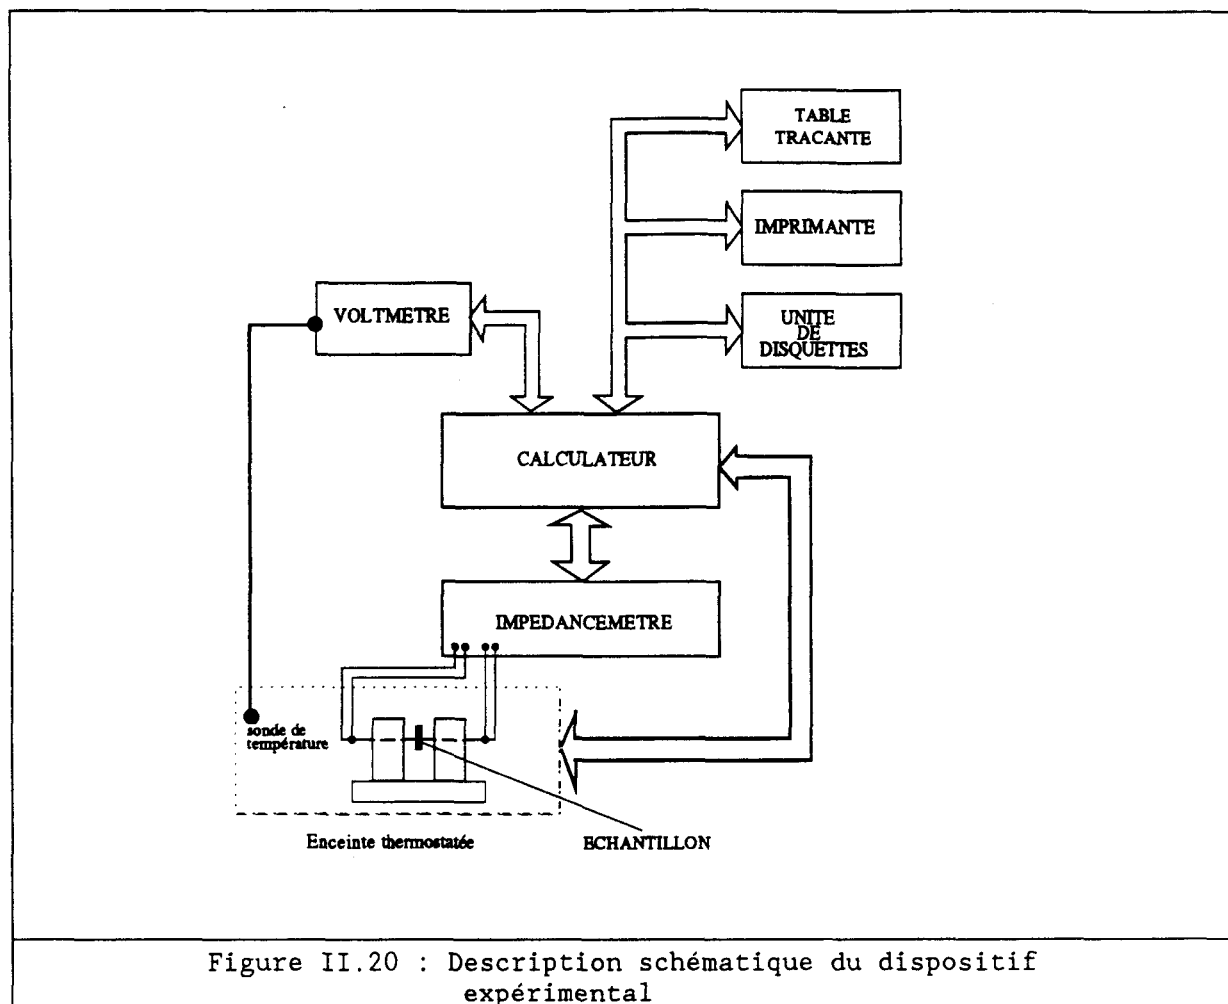 TABLE
TRACANTE
IMPRIMANTE
UNITE
DE
DISQUETTES
VOLTMETRE
CALCULATEUR
IMPEDANCEMETRE
sonde de
température
Enceinte thermostatée
ECHANTILLON
Figure II.20 : Description schématique du dispositif
expérimental